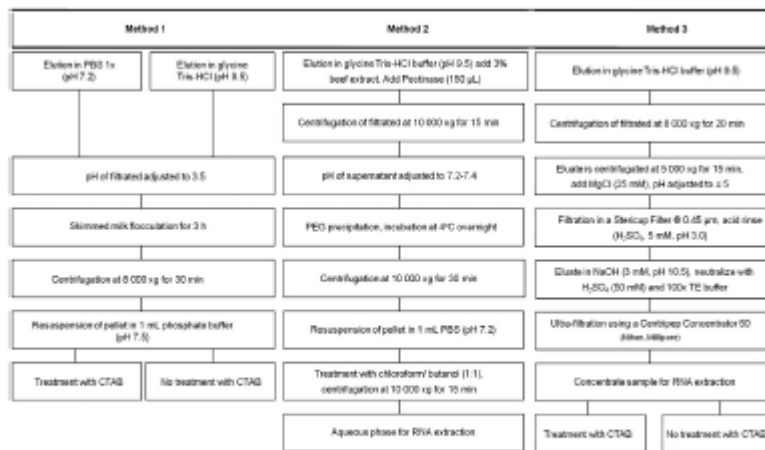 Method 1
Elution in PBS 1x
(pH 7.2)
Elution in glycine
Tris-HCl (pH 9.5)
pH of filtrated adjusted to 3.5
Skimmed milk flocculation for 3 h
Centrifugation at 8 000 xg for 30 min
Resuspension of pellet in 1 mL phosphate buffer
(pH 7.5)
Treatment with CTAB
No treatment with CTAB
Method 2
Elution in glycine Tris-HCl buffer (pH 9.5) add 3%
beef extract. Add Pectinase (150 µL)
Centrifugation of filtrated at 10 000 xg for 15 min
pH of supernatant adjusted to 7.2-7.4
PEG precipitation, incubation at 4ºC overnight
Centrifugation at 10 000 xg for 30 min
Resuspension of pellet in 1 mL PBS (pH 7.2)
Treatment with chloroform/ butanol (1:1),
centrifugation at 10 000 xg for 15 min
Aqueous phase for RNA extraction
Method 3
Elution in glycine Tris-HCl buffer (pH 9.5)
Centrifugation of filtrated at 8 000 xg for 20 min
Eluate is centrifugated at 5 000 xg for 15 min,
add MgCl (25 mM), pH adjusted to ± 5
Filtration in a Stericup Filter ® 0.45 µm, acid rinse
(H₂SO₄, 5 mM, pH 3.0)
Eluate in NaOH (3 mM, pH 10.5), neutralize with
H₂SO₄ (50 mM) and 100x TE buffer
Ultra-filtration using a Centripep Concentrator 50
Concentrate sample for RNA extraction
Treatment with CTAB
No treatment with CTAB